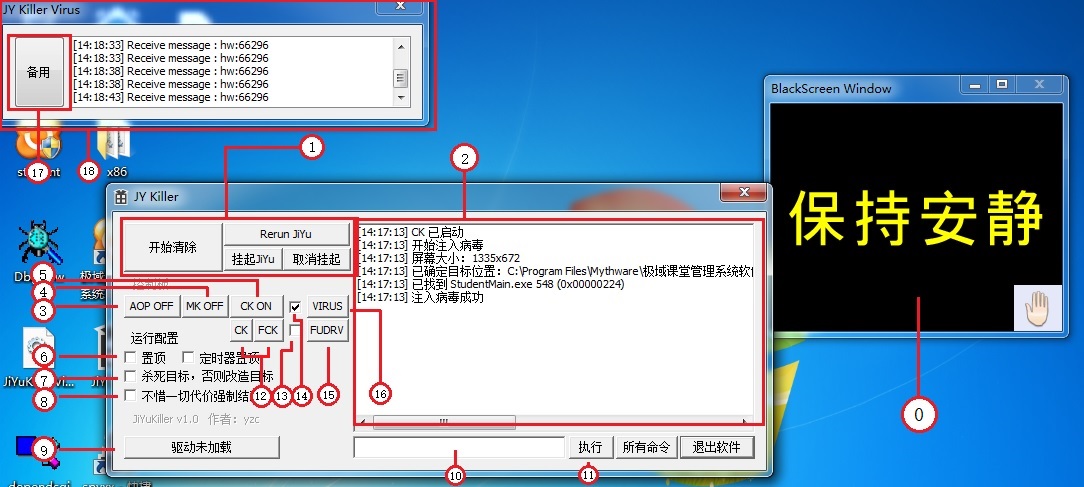 JY Killer Virus
备用
[14:18:33] Receive message : hw:66296
[14:18:33] Receive message : hw:66296
[14:18:38] Receive message : hw:66296
[14:18:38] Receive message : hw:66296
[14:18:43] Receive message : hw:66296
17
18
x86
1
2
BlackScreen Window
保持安静
0
JY Killer
开始清除
Rerun JiYu
挂起JiYu
取消挂起
[14:17:13] CK 已启动
[14:17:13] 开始注入病毒
[14:17:13] 屏幕大小：1335x672
[14:17:13] 已确定目标位置：C:\Program Files\Mythware\极域课堂管理系统软
[14:17:13] 已找到 StudentMain.exe 548 (0x00000224)
[14:17:13] 注入病毒成功
5
4
3
AOP OFF
MK OFF
CK ON
VIRUS
CK
FCK
FUDRV
运行配置
6
置顶
定时器置顶
7
杀死目标，否则改造目标
8
不惜一切代价强制结
12
13
14
15
16
JiYuKiller v1.0 作者：yzc
9
驱动未加载
执行
所有命令
退出软件
10
11